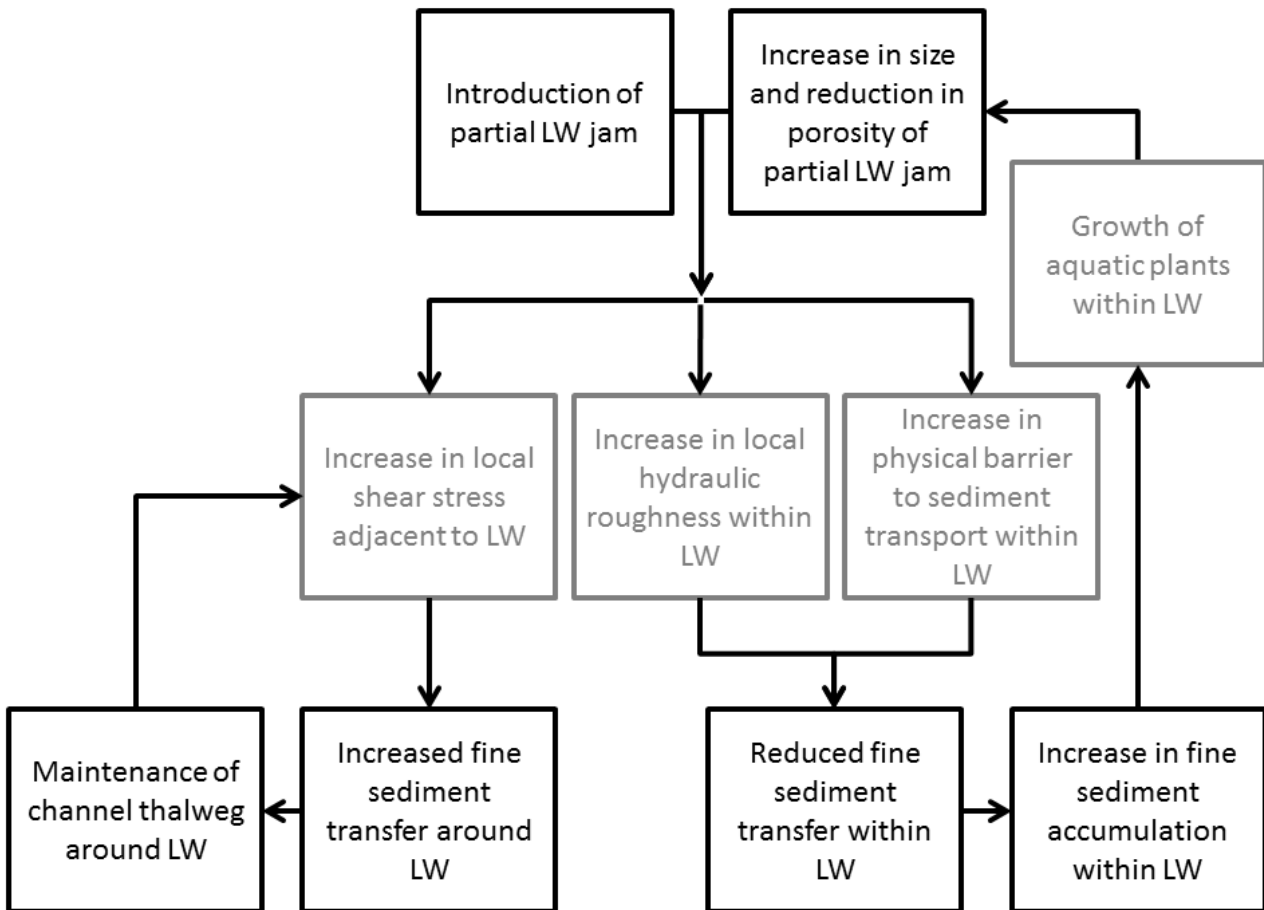 Introduction of
partial LW jam
Increase in size
and reduction in
porosity of
partial LW jam
Growth of
aquatic plants
within LW
Increase in local
shear stress
adjacent to LW
Increase in local
hydraulic
roughness within
LW
Increase in
physical barrier
to sediment
transport within
LW
Maintenance of
channel thalweg
around LW
Increased fine
sediment
transfer around
LW
Reduced fine
sediment
transfer within
LW
Increase in fine
sediment
accumulation
within LW